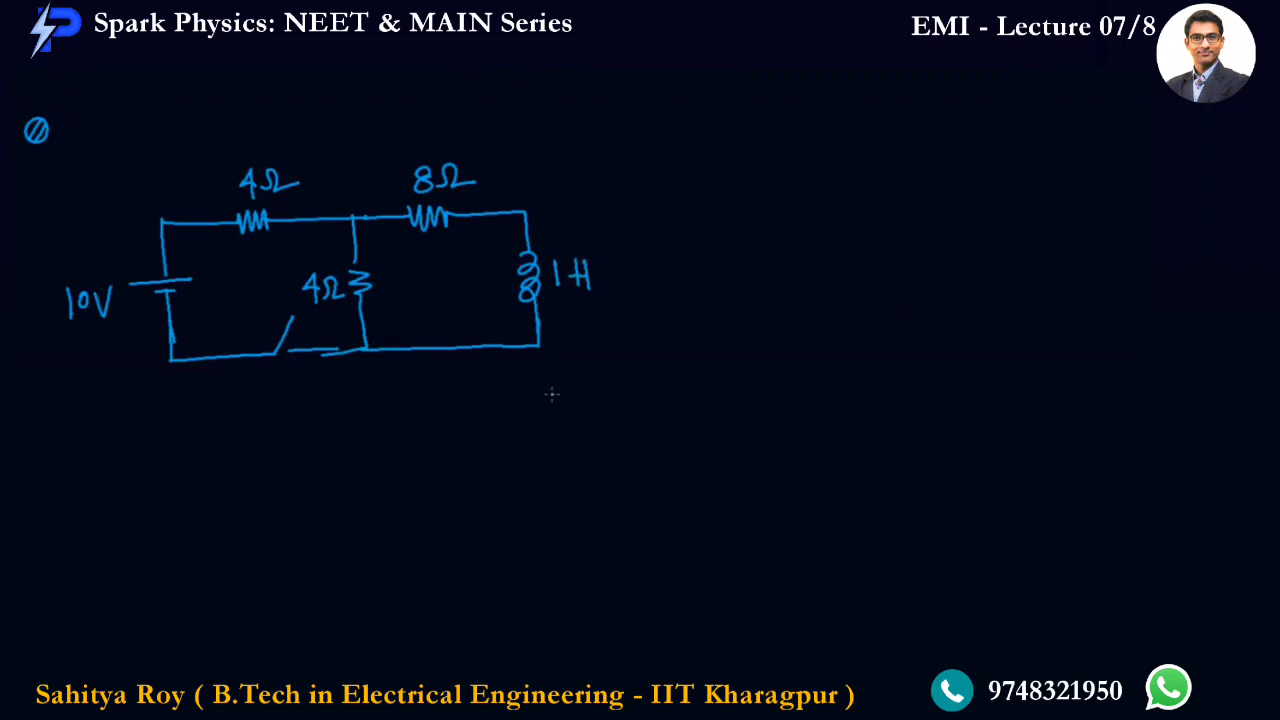 Spark Physics: NEET & MAIN Series
EMI - Lecture 07/8
4Ω
8Ω
10V
4Ω
1H
Sahitya Roy ( B.Tech in Electrical Engineering - IIT Kharagpur )
9748321950